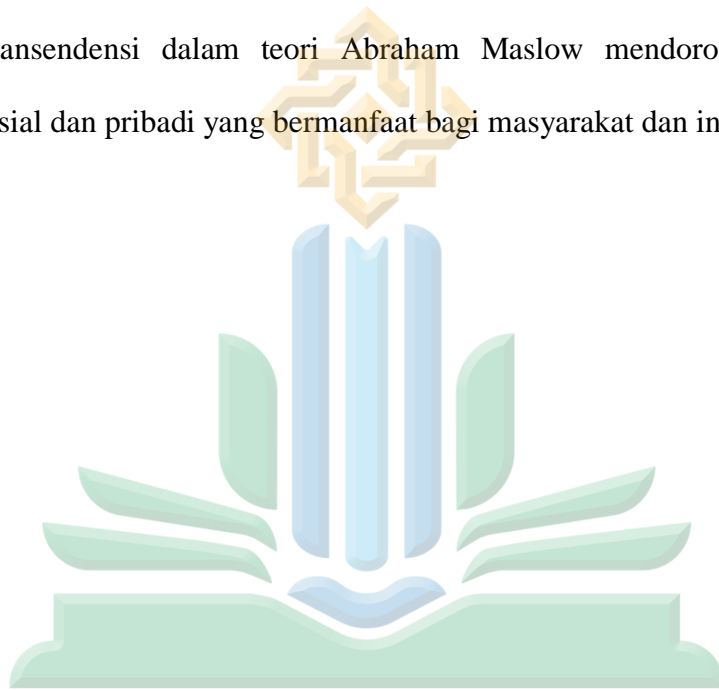 ansendensi dalam teori Abraham Maslow mendoro
sial dan pribadi yang bermanfaat bagi masyarakat dan in